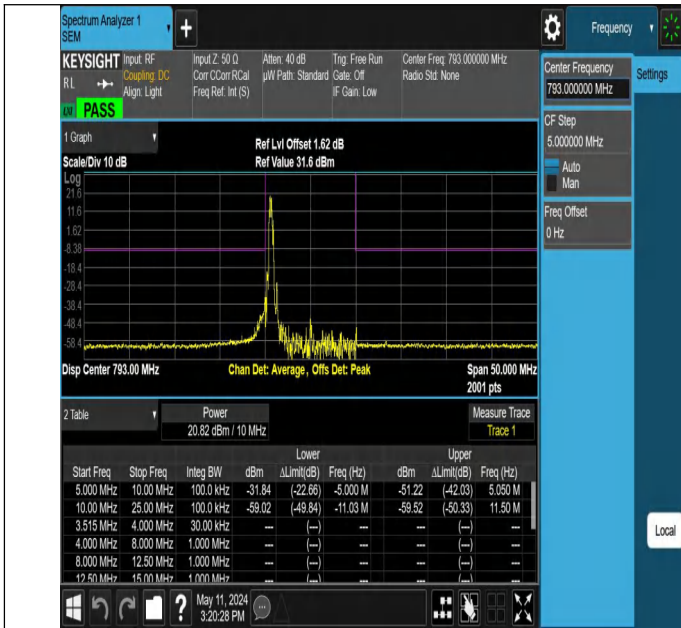 Spectrum Analyzer 1
SEM
+
Frequency
KEYSIGHT
RL
PASS
Input: RF
Coupling: DC
Align: Light
Input Z: 50 Ω
Corr CCorr RCal
Freq Ref: Int (S)
Atten: 40 dB
µW Path: Standard
Trig: Free Run
Gate: Off
IF Gain: Low
Center Freq: 793.000000 MHz
Radio Std: None
Center Frequency
793.000000 MHz
Settings
CF Step
5.000000 MHz
Auto
Man
Freq Offset
0 Hz
1 Graph
Scale/Div 10 dB
Ref Lvl Offset 1.62 dB
Ref Value 31.6 dBm
Log
21.6
11.6
1.62
-8.38
-18.4
-28.4
-38.4
-48.4
-58.4
Disp Center 793.00 MHz
Chan Det: Average, Offs Det: Peak
Span 50.000 MHz
2001 pts
2 Table
Power
20.82 dBm / 10 MHz
Measure Trace
Trace 1
Lower Upper
Start Freq Stop Freq Integ BW dBm ΔLimit(dB) Freq (Hz) dBm ΔLimit(dB) Freq (Hz)
5.000 MHz 10.00 MHz 100.0 kHz -31.84 (-22.66) -5.000 M -51.22 (-42.03) 5.050 M
10.00 MHz 25.00 MHz 100.0 kHz -59.02 (-49.84) -11.03 M -59.52 (-50.33) 11.50 M
3.515 MHz 4.000 MHz 30.00 kHz --- (---) --- --- (---) ---
4.000 MHz 8.000 MHz 1.000 MHz --- (---) --- --- (---) ---
8.000 MHz 12.50 MHz 1.000 MHz --- (---) --- --- (---) ---
12.50 MHz 15.00 MHz 1.000 MHz --- (---) --- --- (---) ---
Local
?
May 11, 2024
3:20:28 PM